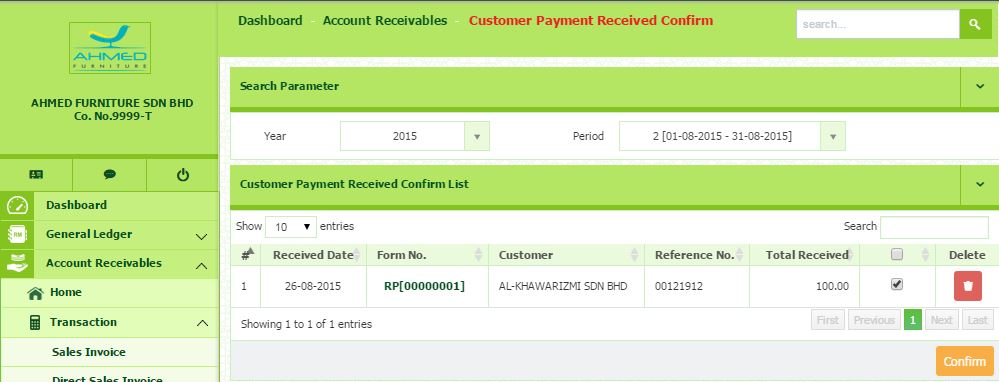 Dashboard - Account Receivables - Customer Payment Received Confirm
search...
AHMED
FURNITURE
AHMED FURNITURE SDN BHD
Co. No.9999-T
Dashboard
RM General Ledger
Account Receivables
Home
Transaction
Sales Invoice
Direct Sales Invoice
Search Parameter
Year 2015 Period 2 [01-08-2015 - 31-08-2015]
Customer Payment Received Confirm List
Show 10 entries Search
# Received Date Form No. Customer Reference No. Total Received Delete
1 26-08-2015 RP[00000001] AL-KHAWARIZMI SDN BHD 00121912 100.00
Showing 1 to 1 of 1 entries
First Previous 1 Next Last
Confirm